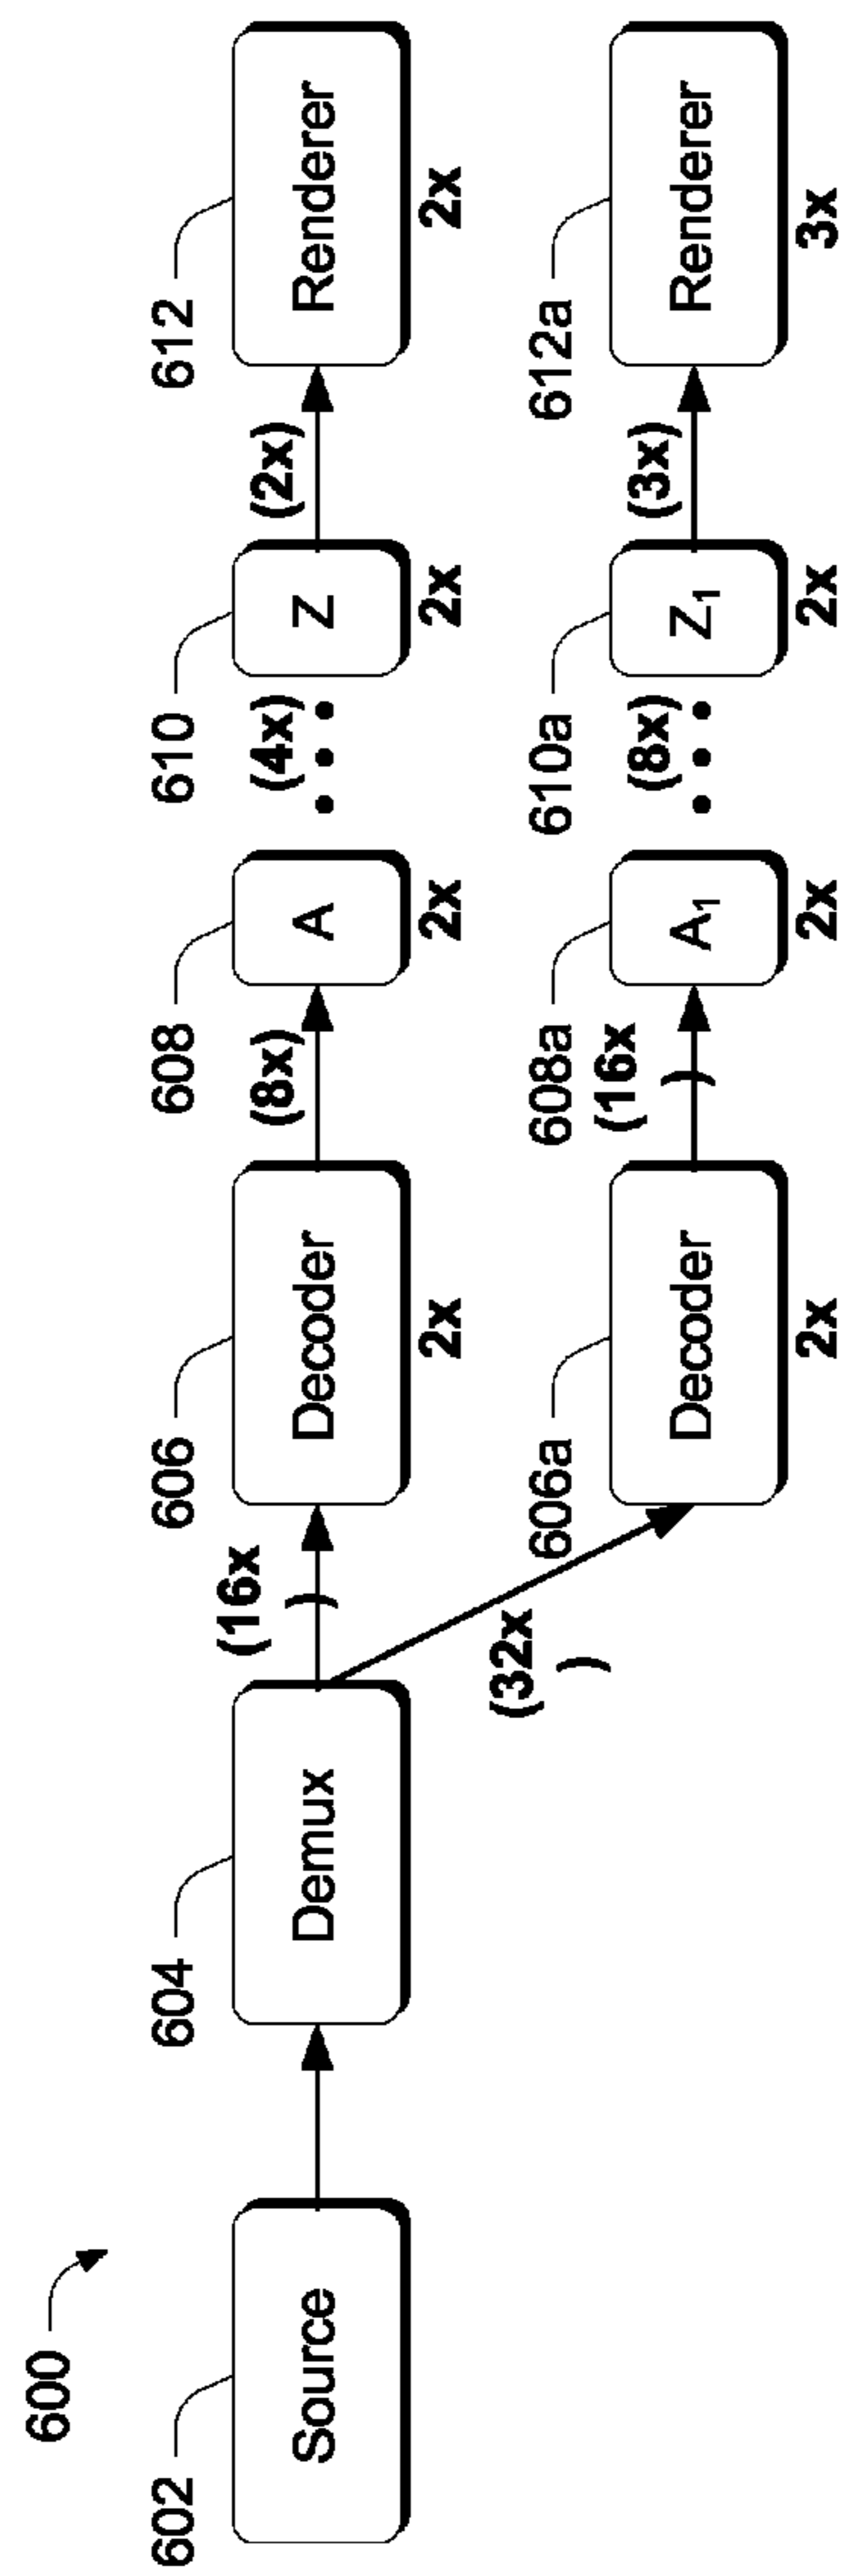 600
602
604
606
608
610
612
Source
Demux
(16x
)
Decoder
(8x)
A
(4x)
Z
(2x)
Renderer
2x
2x
2x
2x
(32x
)
606a
608a
610a
612a
Decoder
(16x
)
A₁
(8x)
Z₁
(3x)
Renderer
2x
2x
2x
3x